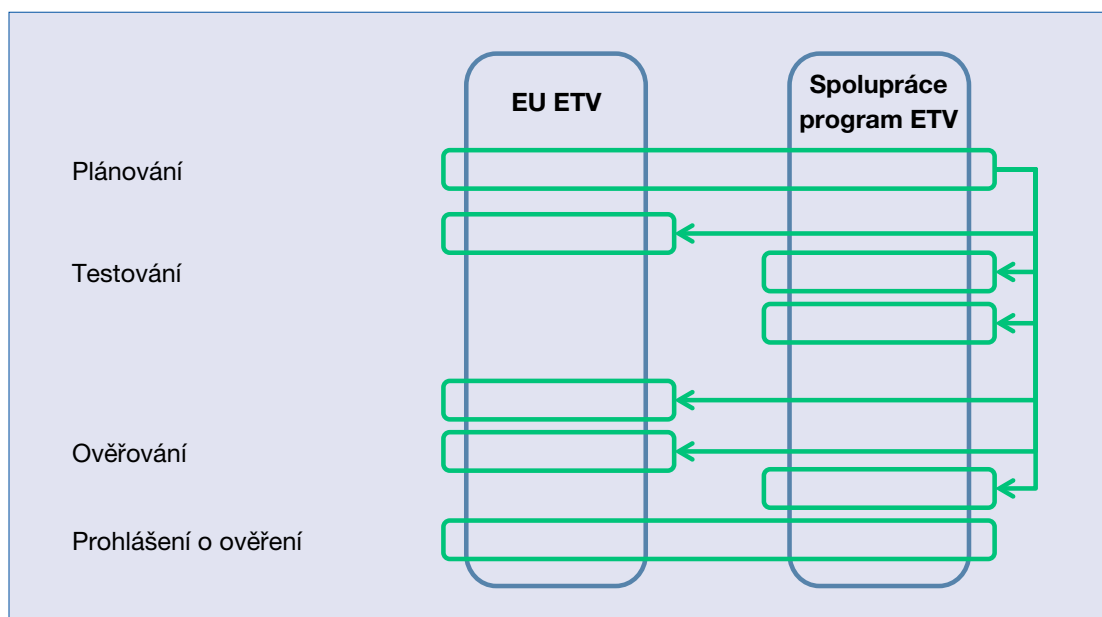 EU ETV
Spolupráce
program ETV
Plánování
Testování
Ověřování
Prohlášení o ověření